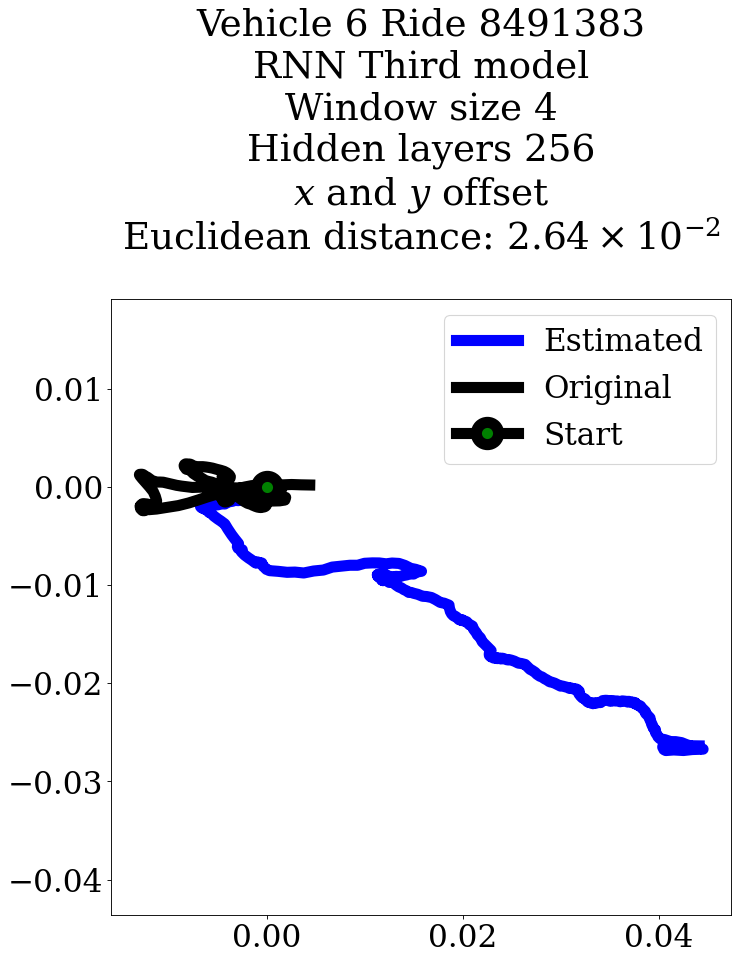 Vehicle 6 Ride 8491383
RNN Third model
Window size 4
Hidden layers 256
x and y offset
Euclidean distance: 2.64 × 10⁻²
Estimated
Original
Start
0.01
0.00
−0.01
−0.02
−0.03
−0.04
0.00 0.02 0.04